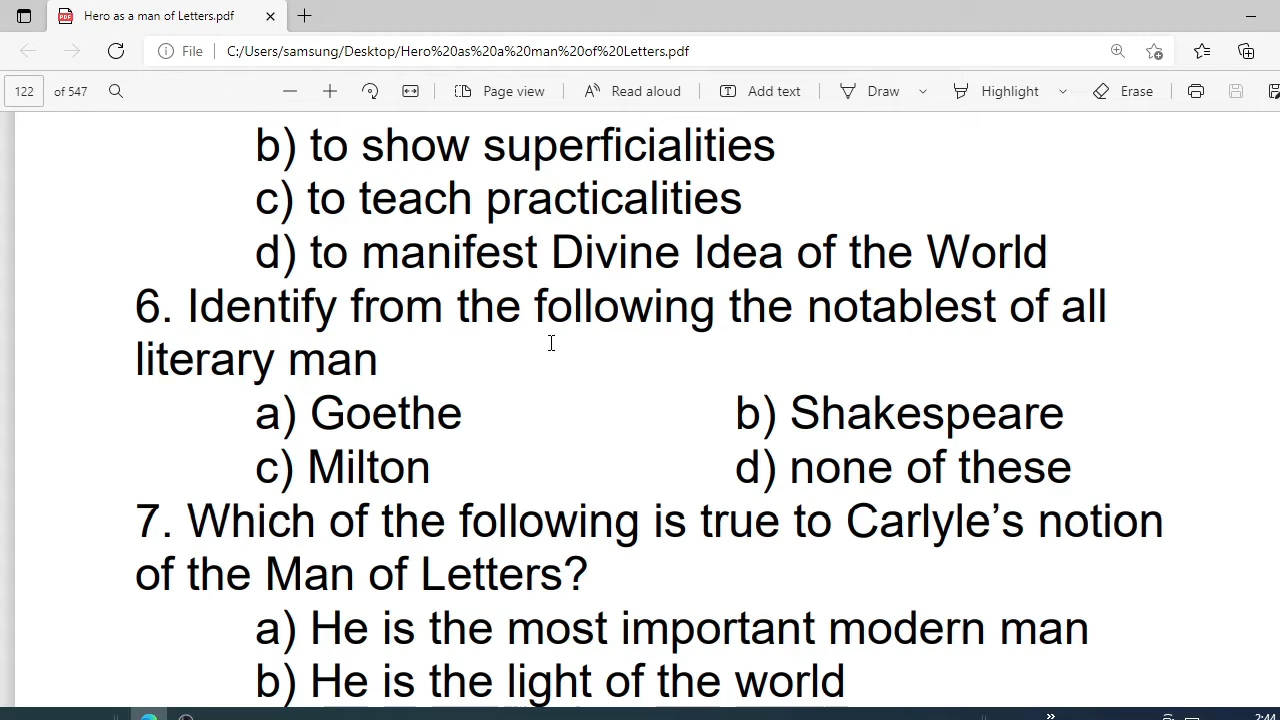 Hero as a man of Letters.pdf
File
C:/Users/samsung/Desktop/Hero%20as%20a%20man%20of%20Letters.pdf
122 of 547
Page view
Read aloud
Add text
Draw
Highlight
Erase
b) to show superficialities
c) to teach practicalities
d) to manifest Divine Idea of the World
6. Identify from the following the notablest of all
literary man
a) Goethe b) Shakespeare
c) Milton d) none of these
7. Which of the following is true to Carlyle’s notion
of the Man of Letters?
a) He is the most important modern man
b) He is the light of the world